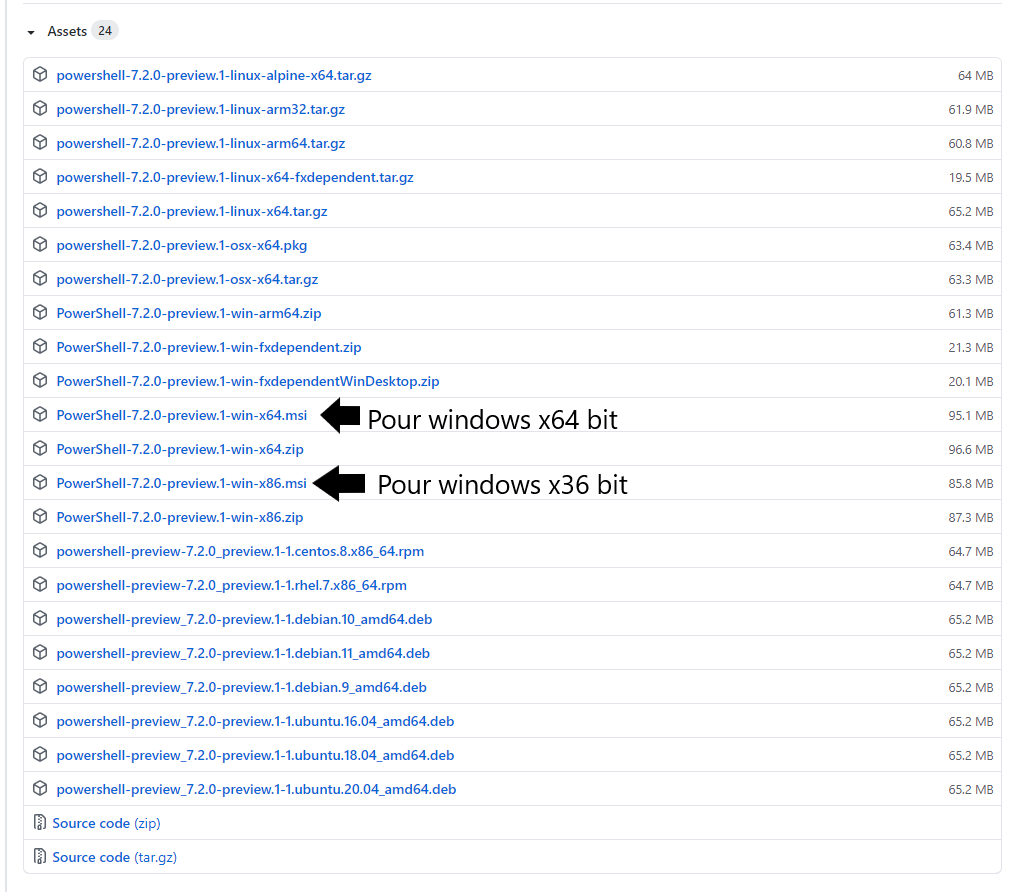 Assets 24
powershell-7.2.0-preview.1-linux-alpine-x64.tar.gz 64 MB
powershell-7.2.0-preview.1-linux-arm32.tar.gz 61.9 MB
powershell-7.2.0-preview.1-linux-arm64.tar.gz 60.8 MB
powershell-7.2.0-preview.1-linux-x64-fxdependent.tar.gz 19.5 MB
powershell-7.2.0-preview.1-linux-x64.tar.gz 65.2 MB
powershell-7.2.0-preview.1-osx-x64.pkg 63.4 MB
powershell-7.2.0-preview.1-osx-x64.tar.gz 63.3 MB
PowerShell-7.2.0-preview.1-win-arm64.zip 61.3 MB
PowerShell-7.2.0-preview.1-win-fxdependent.zip 21.3 MB
PowerShell-7.2.0-preview.1-win-fxdependentWinDesktop.zip 20.1 MB
PowerShell-7.2.0-preview.1-win-x64.msi Pour windows x64 bit 95.1 MB
PowerShell-7.2.0-preview.1-win-x64.zip 96.6 MB
PowerShell-7.2.0-preview.1-win-x86.msi Pour windows x36 bit 85.8 MB
PowerShell-7.2.0-preview.1-win-x86.zip 87.3 MB
powershell-preview-7.2.0_preview.1-1.centos.8.x86_64.rpm 64.7 MB
powershell-preview-7.2.0_preview.1-1.rhel.7.x86_64.rpm 64.7 MB
powershell-preview_7.2.0-preview.1-1.debian.10_amd64.deb 65.2 MB
powershell-preview_7.2.0-preview.1-1.debian.11_amd64.deb 65.2 MB
powershell-preview_7.2.0-preview.1-1.debian.9_amd64.deb 65.2 MB
powershell-preview_7.2.0-preview.1-1.ubuntu.16.04_amd64.deb 65.2 MB
powershell-preview_7.2.0-preview.1-1.ubuntu.18.04_amd64.deb 65.2 MB
powershell-preview_7.2.0-preview.1-1.ubuntu.20.04_amd64.deb 65.2 MB
Source code (zip)
Source code (tar.gz)